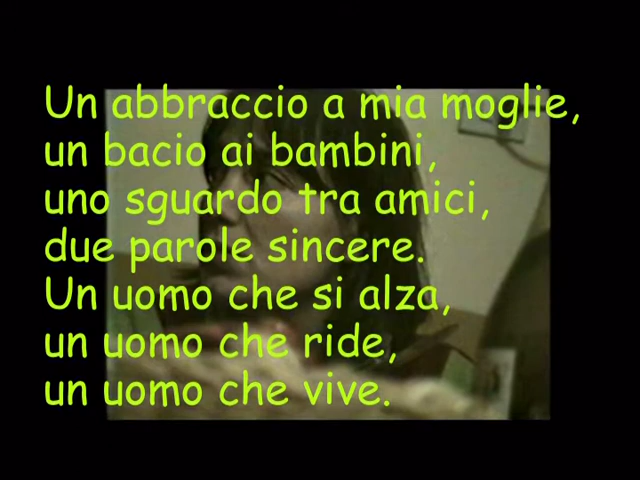 Un abbraccio a mia moglie,
un bacio ai bambini,
uno sguardo tra amici,
due parole sincere.
Un uomo che si alza,
un uomo che ride,
un uomo che vive.